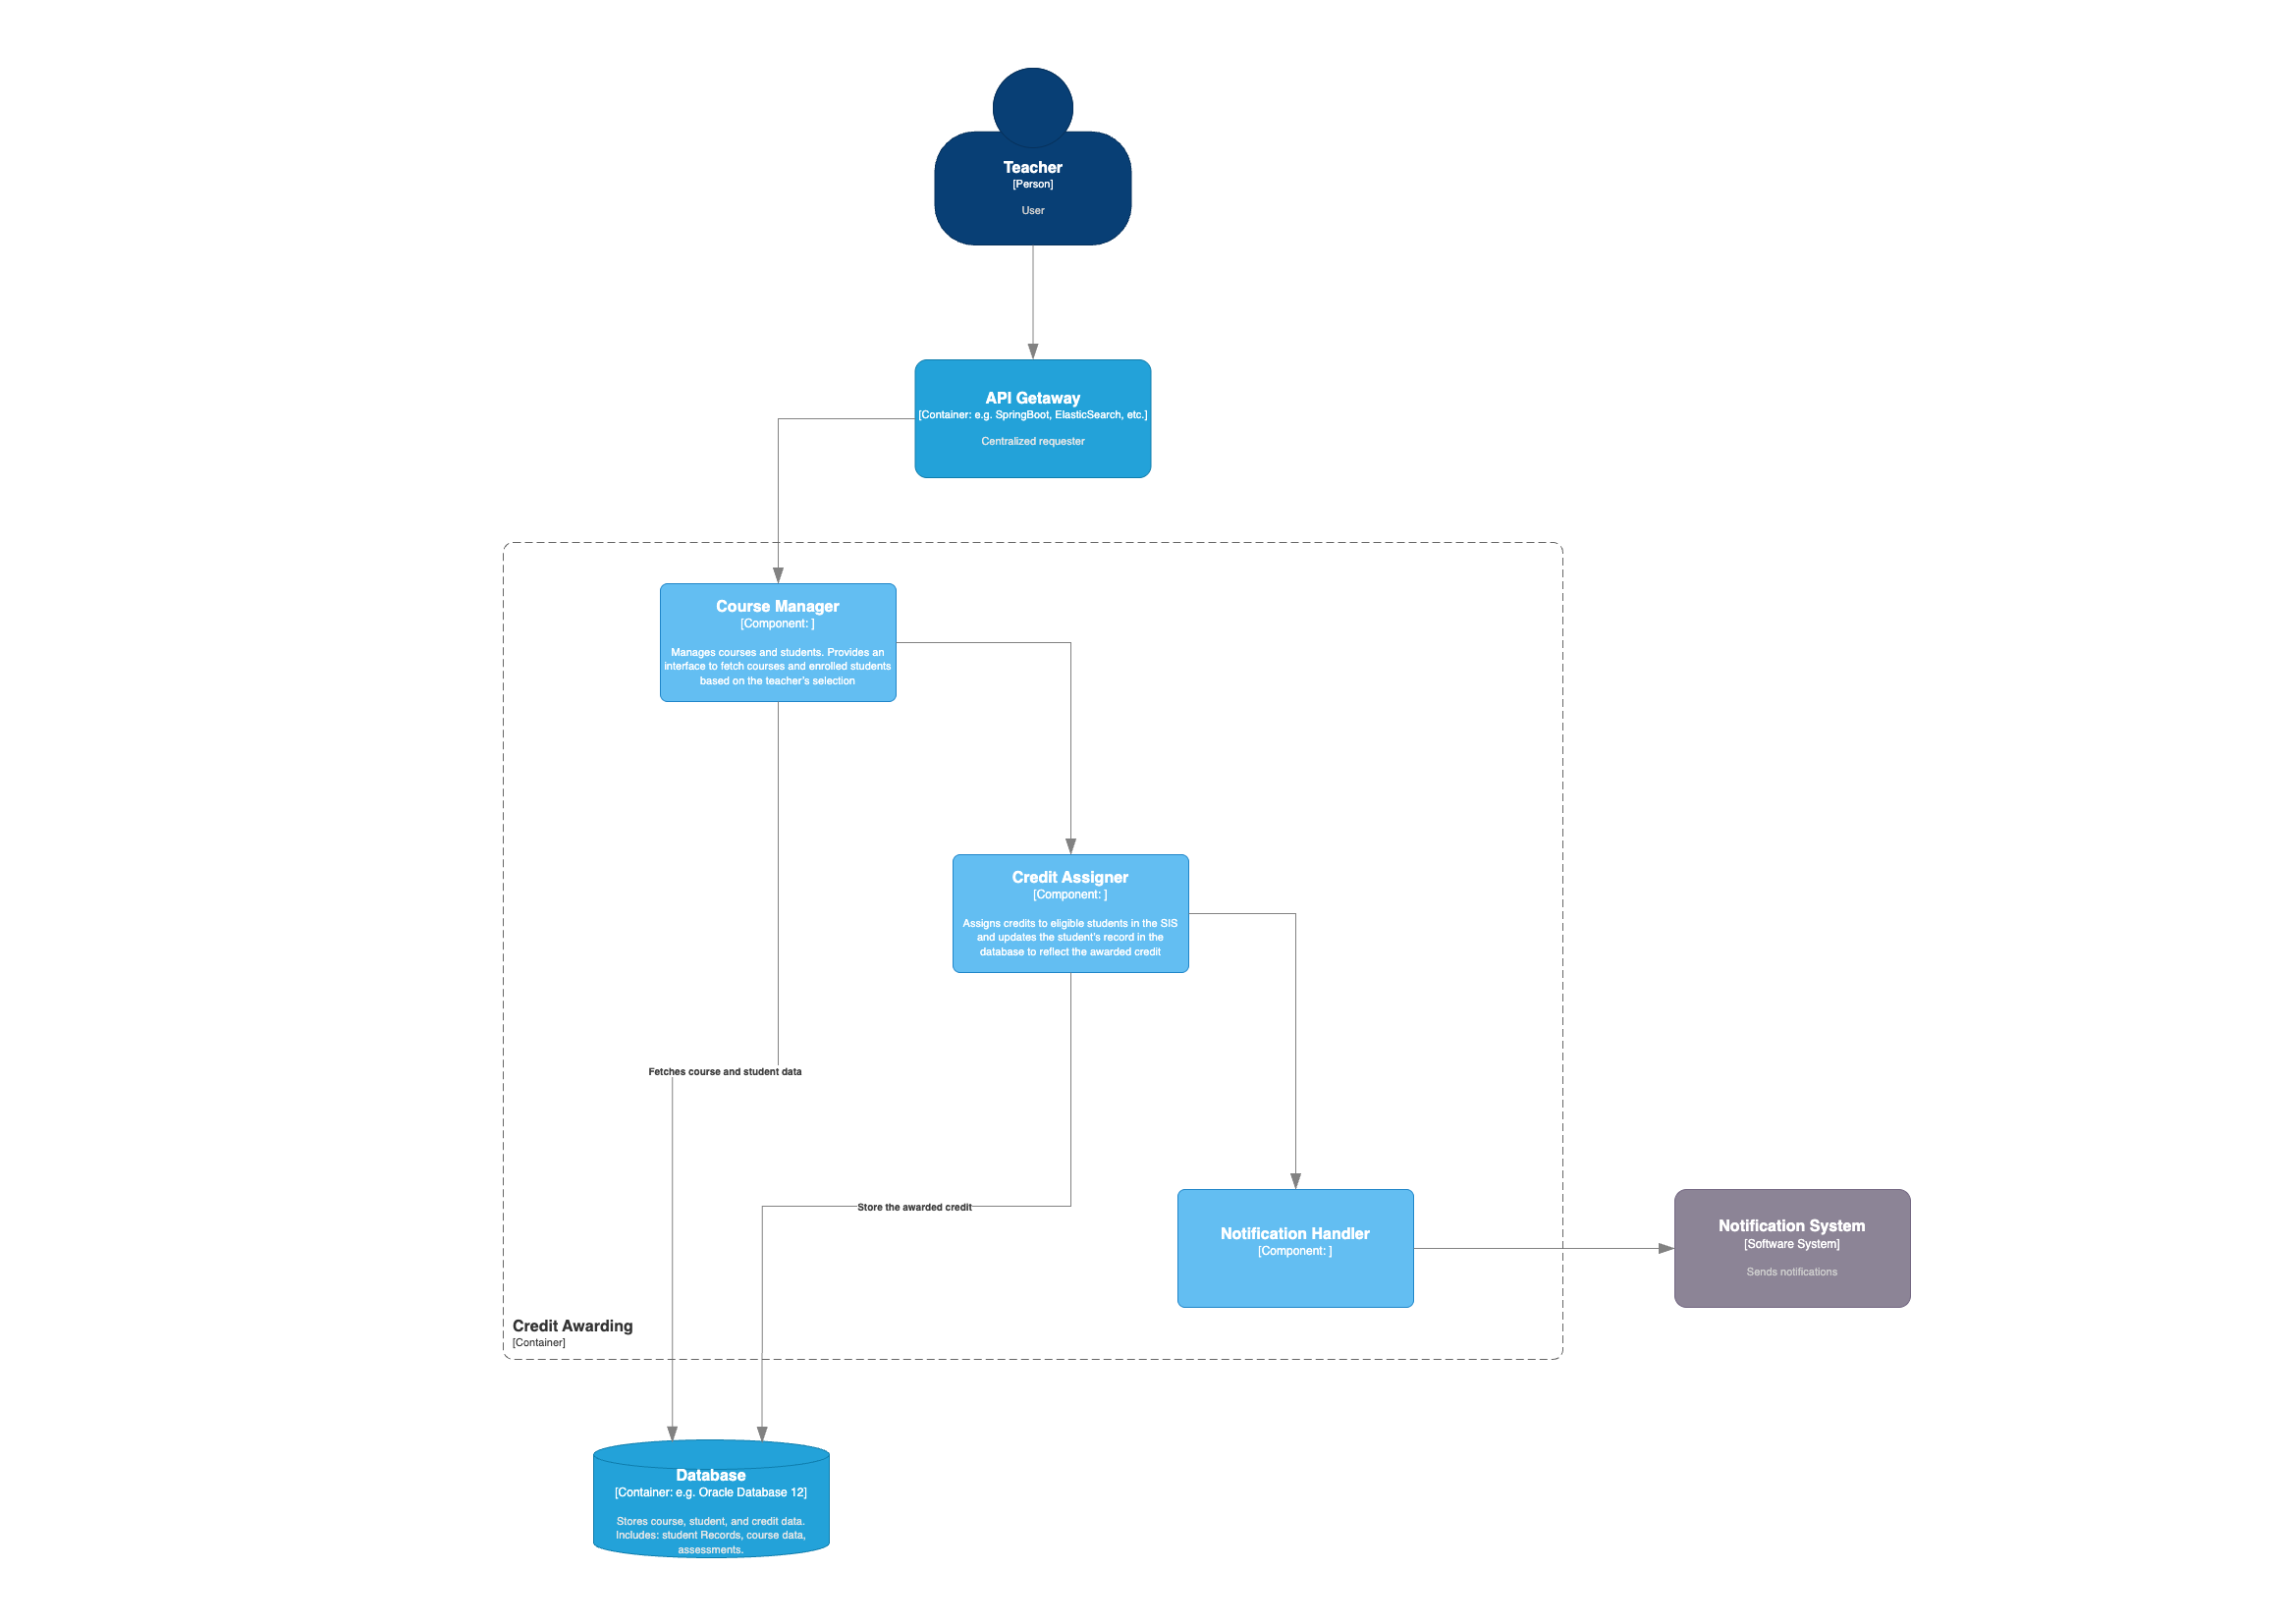 Teacher
[Person]
User
API Getaway
[Container: e.g. SpringBoot, ElasticSearch, etc.]
Centralized requester
Course Manager
[Component: ]
Manages courses and students. Provides an
interface to fetch courses and enrolled students
based on the teacher's selection
Credit Assigner
[Component: ]
Assigns credits to eligible students in the SIS
and updates the student's record in the
database to reflect the awarded credit
Fetches course and student data
Store the awarded credit
Notification Handler
[Component: ]
Notification System
[Software System]
Sends notifications
Credit Awarding
[Container]
Database
[Container: e.g. Oracle Database 12]
Stores course, student, and credit data.
Includes: student Records, course data,
assessments.